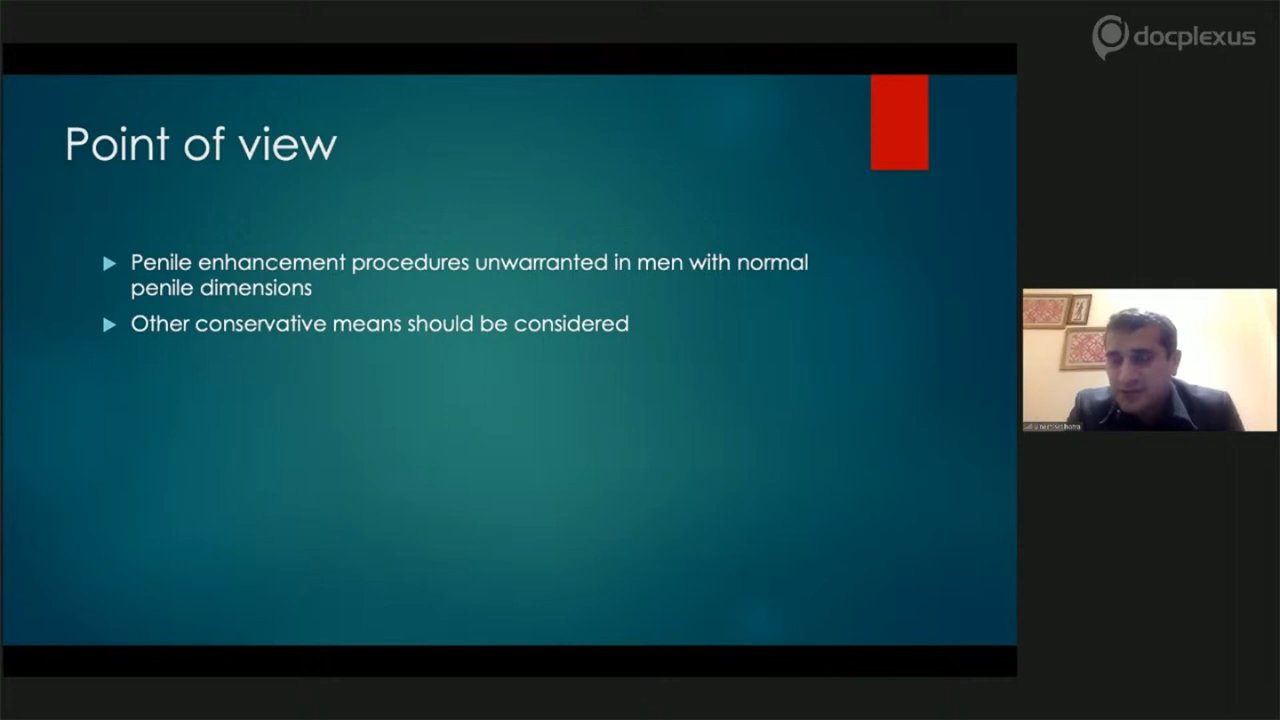 docplexus
Point of view
Penile enhancement procedures unwarranted in men with normal
penile dimensions
Other conservative means should be considered